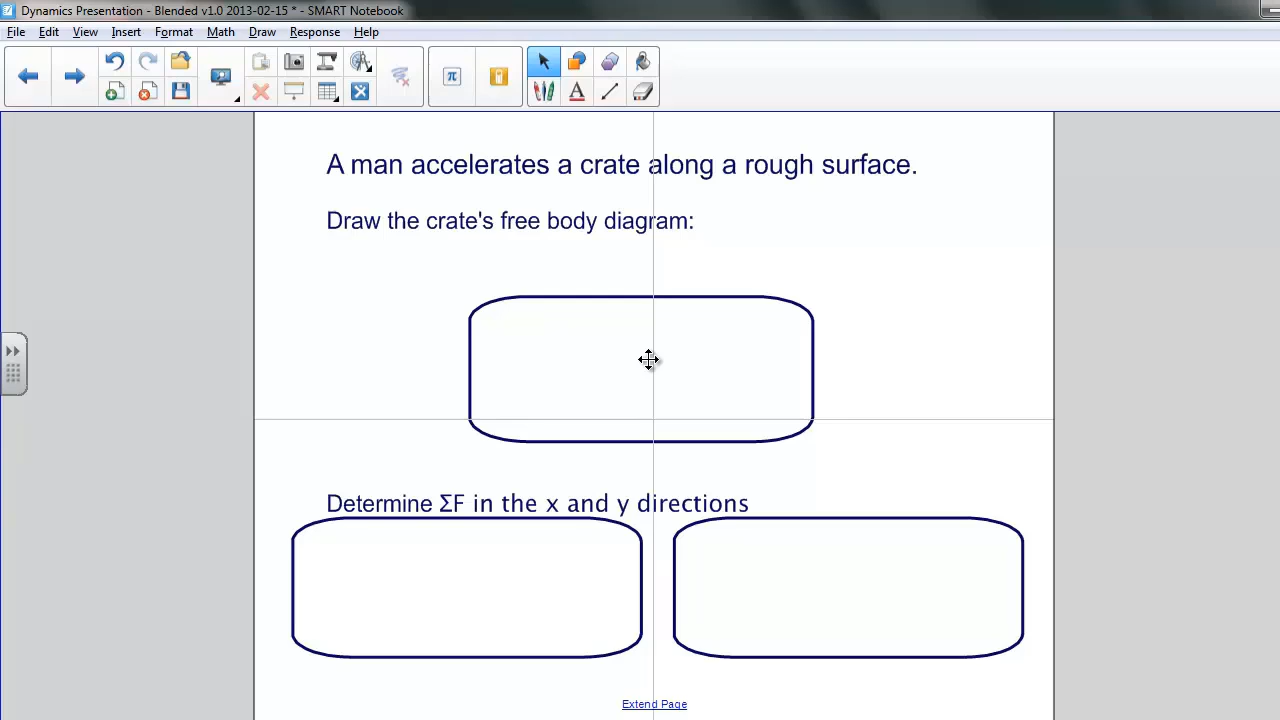 Dynamics Presentation - Blended v1.0 2013-02-15 * - SMART Notebook
File Edit View Insert Format Math Draw Response Help
π
A
A man accelerates a crate along a rough surface.
Draw the crate's free body diagram:
Determine ΣF in the x and y directions
Extend Page